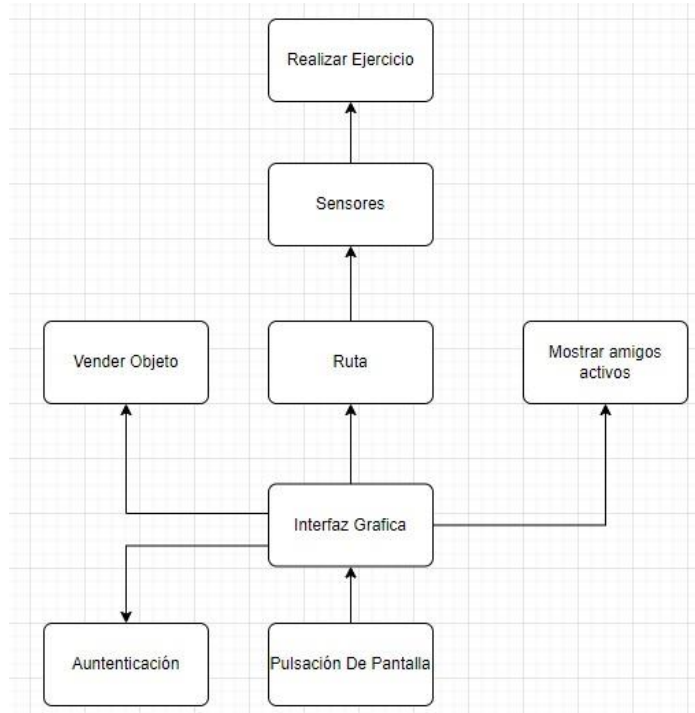 Realizar Ejercicio
Sensores
Vender Objeto
Ruta
Mostrar amigos
activos
Interfaz Grafica
Auntenticación
Pulsación De Pantalla